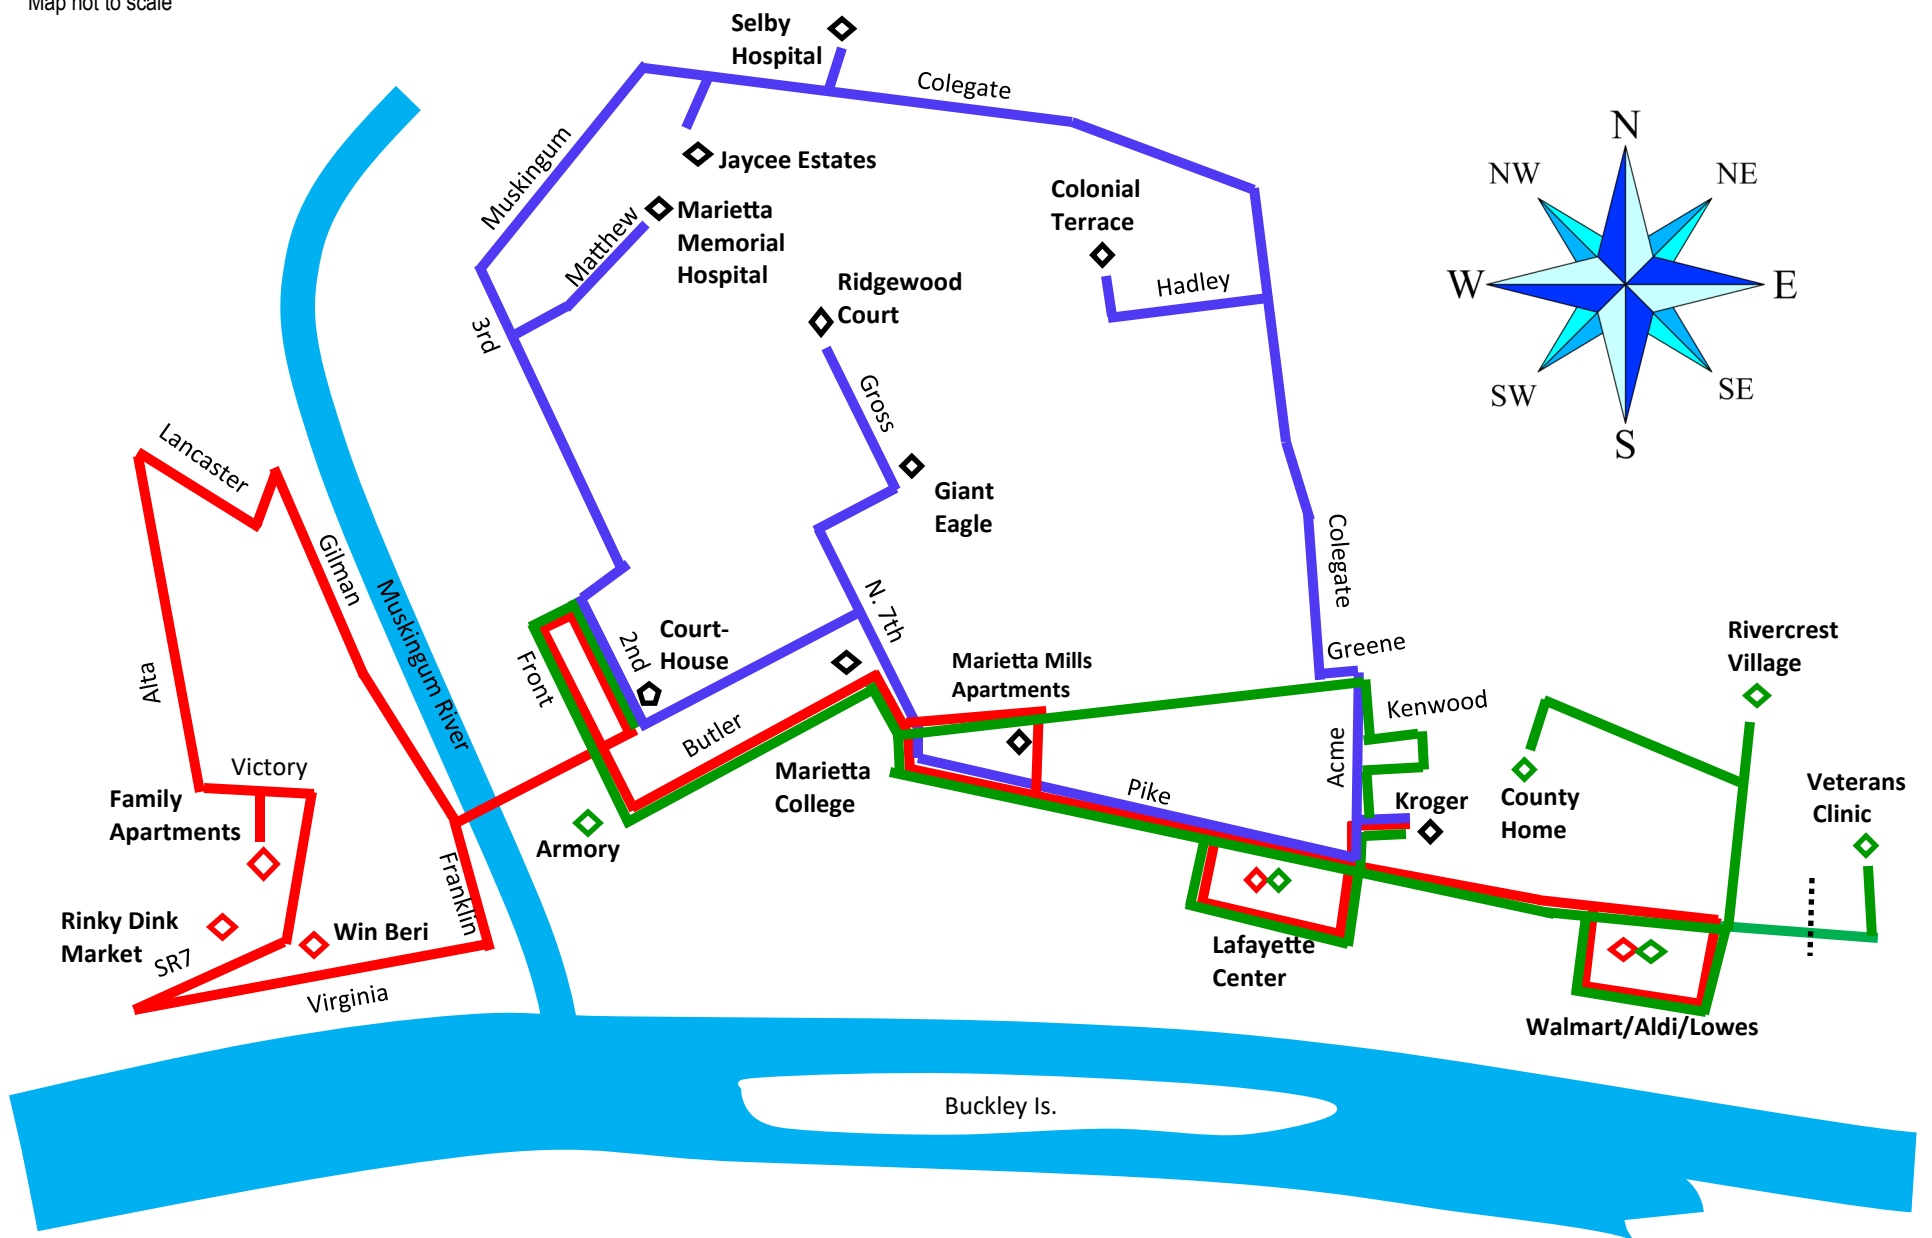 Map not to scale
Selby
Hospital
Colegate
N
NW
NE
W
E
SW
SE
S
Muskingum
Jaycee Estates
Matthew
Marietta
Memorial
Hospital
Colonial
Terrace
Hadley
Ridgewood
Court
3rd
Gross
Giant
Eagle
Lancaster
Gilman
Muskingum River
Colegate
N. 7th
Greene
2nd
Court-
House
Front
Marietta Mills
Apartments
Rivercrest
Village
Alta
Kenwood
Butler
Acme
Victory
Family
Apartments
Marietta
College
Pike
Kroger
County
Home
Veterans
Clinic
Armory
Franklin
Rinky Dink
Market
Win Beri
SR7
Virginia
Lafayette
Center
Walmart/Aldi/Lowes
Buckley Is.